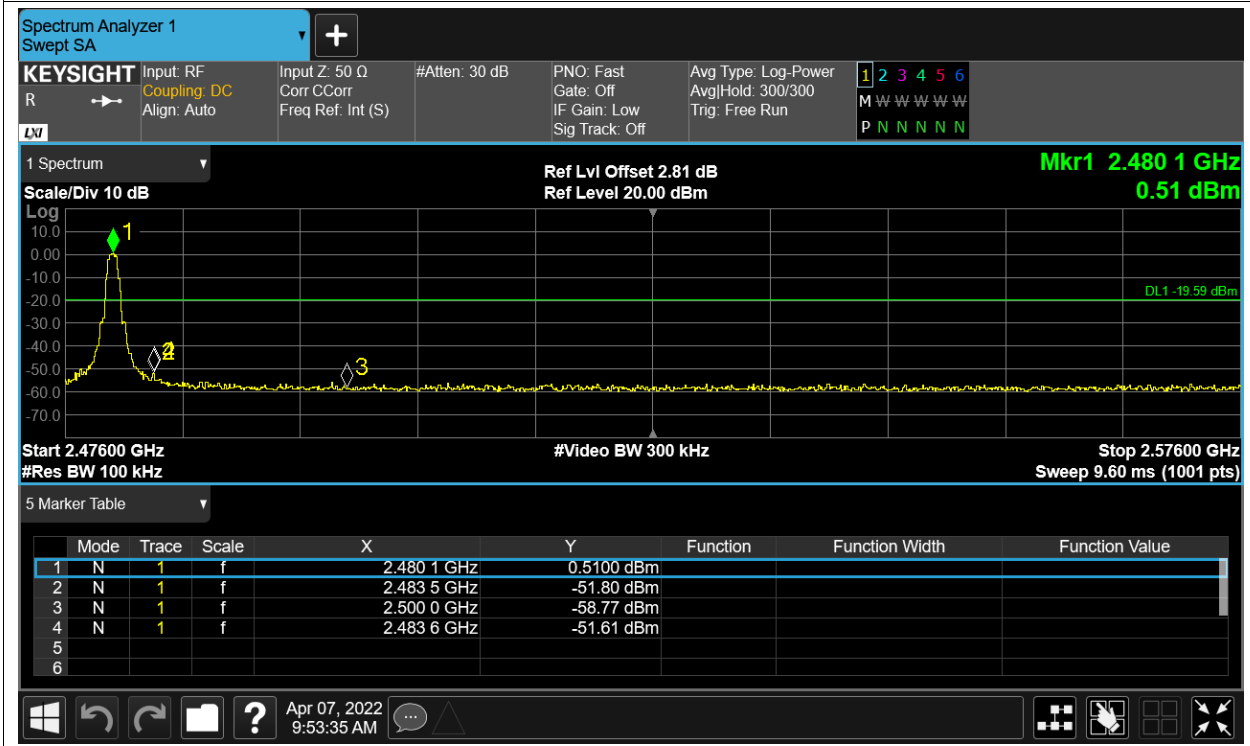 Spectrum Analyzer 1
Swept SA
+
KEYSIGHT Input: RF Input Z: 50 Ω #Atten: 30 dB PNO: Fast Avg Type: Log-Power 1 2 3 4 5 6
R Coupling: DC Corr CCorr Gate: Off Avg|Hold: 300/300 M W W W W W
Align: Auto Freq Ref: Int (S) IF Gain: Low Trig: Free Run
LXI Sig Track: Off P N N N N N
1 Spectrum Ref Lvl Offset 2.81 dB Mkr1 2.480 1 GHz
Scale/Div 10 dB Ref Level 20.00 dBm 0.51 dBm
Log
10.0 1
0.00
-10.0
-20.0 DL1 -19.59 dBm
-30.0
-40.0 2 4
-50.0 3
-60.0
-70.0
Start 2.47600 GHz #Video BW 300 kHz Stop 2.57600 GHz
#Res BW 100 kHz Sweep 9.60 ms (1001 pts)
5 Marker Table
Mode Trace Scale X Y Function Function Width Function Value
1 N 1 f 2.480 1 GHz 0.5100 dBm
2 N 1 f 2.483 5 GHz -51.80 dBm
3 N 1 f 2.500 0 GHz -58.77 dBm
4 N 1 f 2.483 6 GHz -51.61 dBm
5
6
? Apr 07, 2022
9:53:35 AM